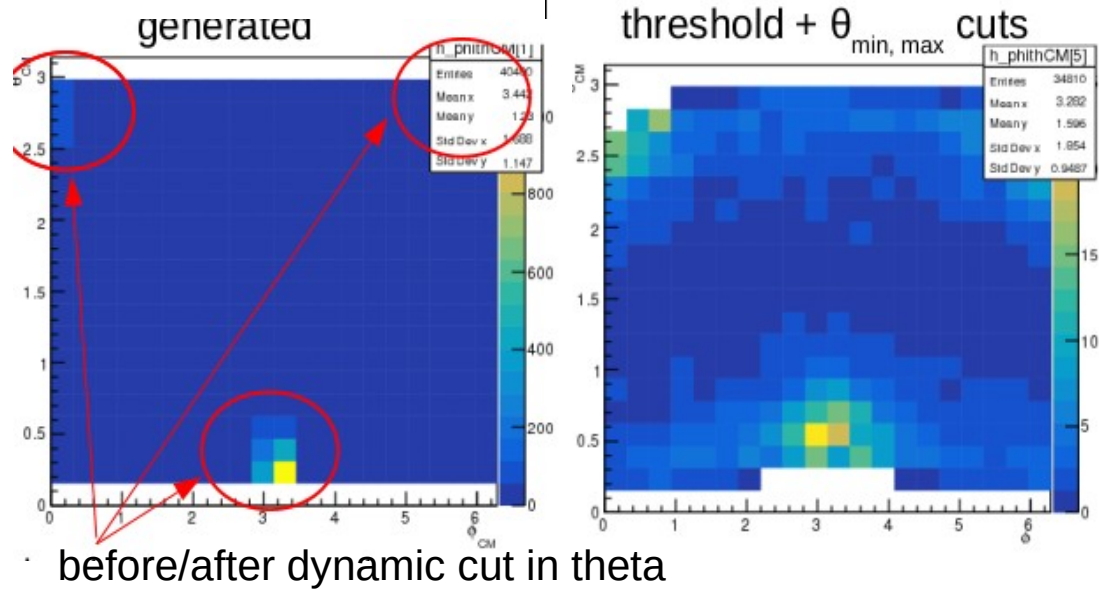 generated
threshold + θmin, max cuts
h_phithCM[1]
Entries
Mean x 3.442
Mean y
Std Dev x
Std Dev y 1.147
h_phithCM[5]
Entries 34810
Mean x 3.282
Mean y 1.596
Std Dev x 1.854
Std Dev y 0.9487
3
2.5
2
1.5
1
0.5
0
0 1 2 3 4 5 6
ϕCM
800
600
400
200
0
CM
3
2.5
2
1.5
1
0.5
0
0 1 2 3 4 5 6
ϕ
15
10
5
0
before/after dynamic cut in theta